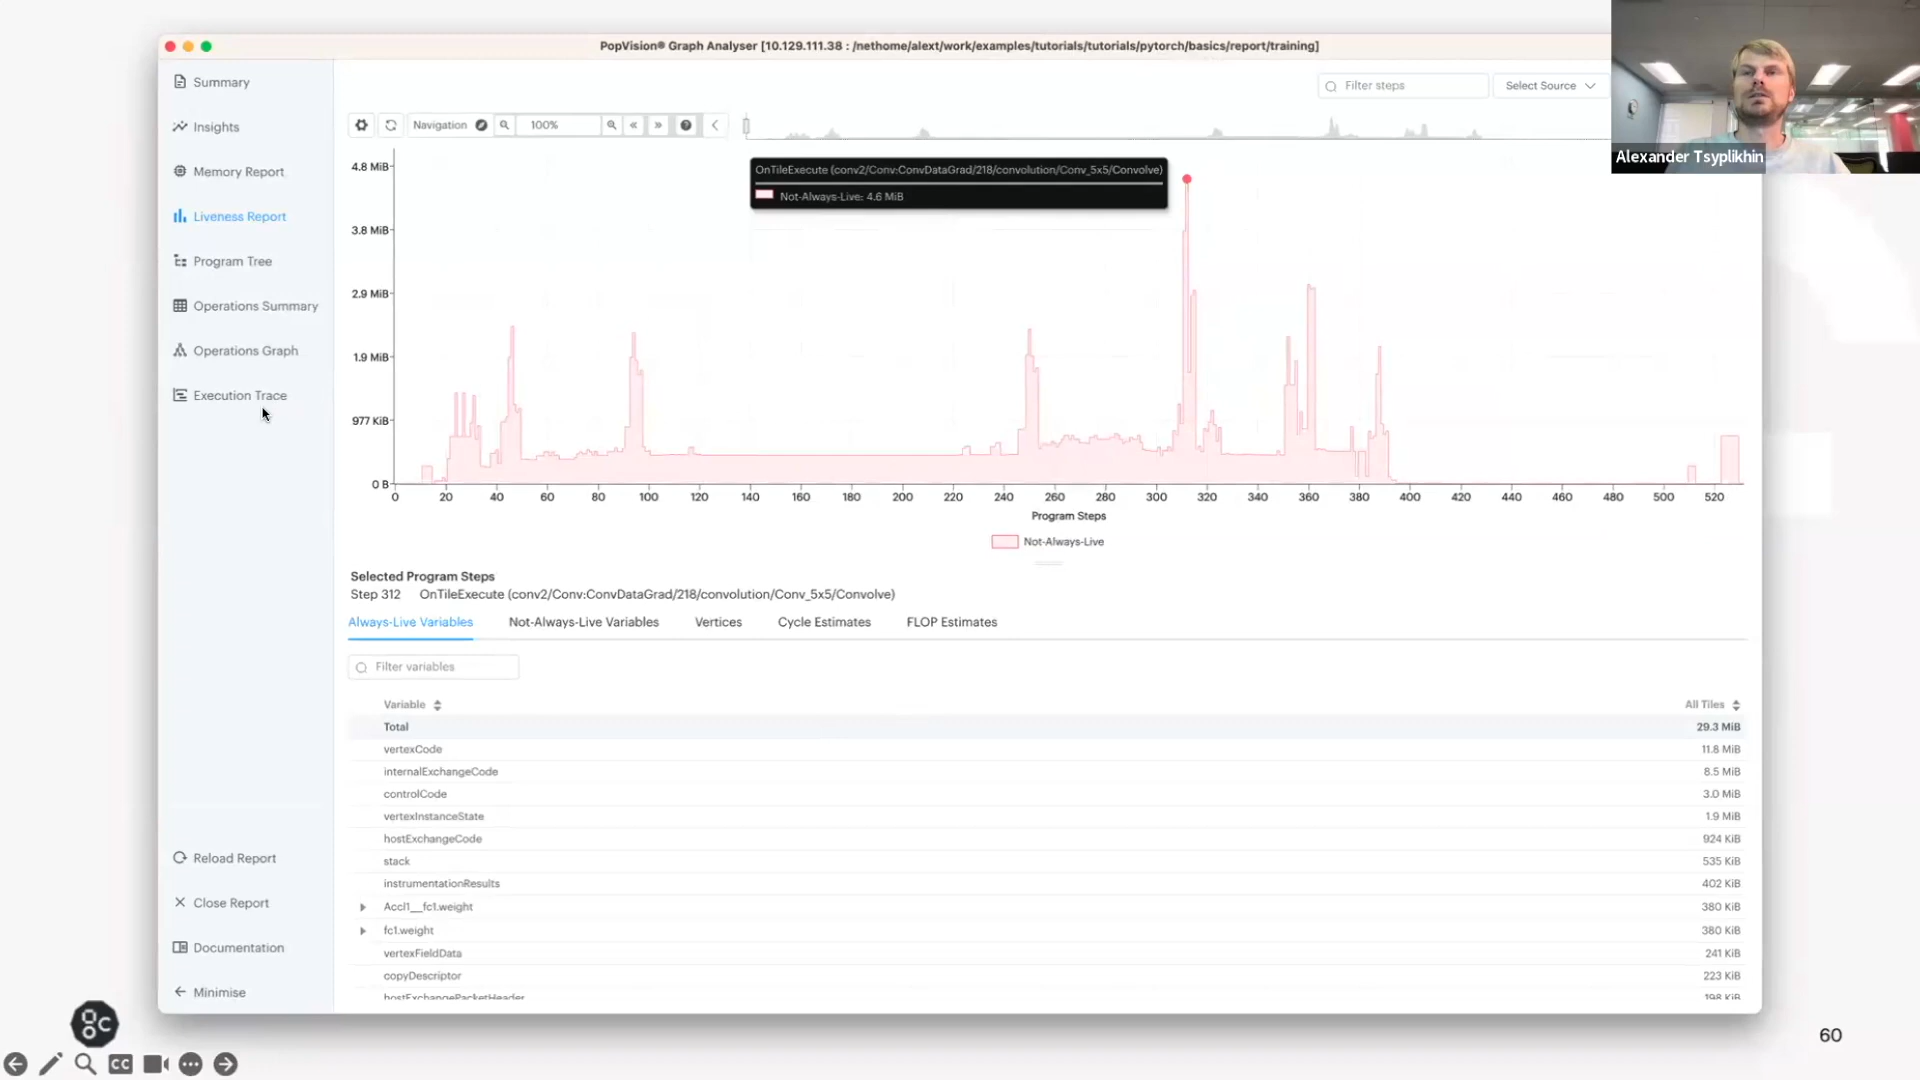 PopVision® Graph Analyser [10.129.111.38 : /nethome/alext/work/examples/tutorials/tutorials/pytorch/basics/report/training]
Summary
Insights
Memory Report
Liveness Report
Program Tree
Operations Summary
Operations Graph
Execution Trace
Reload Report
Close Report
Documentation
Minimise
Filter steps
Select Source
Navigation
100%
Alexander Tsyplikhin
OnTileExecute (conv2/Conv:ConvDataGrad/218/convolution/Conv_5x5/Convolve)
Not-Always-Live: 4.6 MiB
4.8 MiB
3.8 MiB
2.9 MiB
1.9 MiB
977 KiB
0 B
0 20 40 60 80 100 120 140 160 180 200 220 240 260 280 300 320 340 360 380 400 420 440 460 480 500 520
Program Steps
Not-Always-Live
Selected Program Steps
Step 312 OnTileExecute (conv2/Conv:ConvDataGrad/218/convolution/Conv_5x5/Convolve)
Always-Live Variables Not-Always-Live Variables Vertices Cycle Estimates FLOP Estimates
Filter variables
Variable All Tiles
Total 29.3 MiB
vertexCode 11.8 MiB
internalExchangeCode 8.5 MiB
controlCode 3.0 MiB
vertexInstanceState 1.9 MiB
hostExchangeCode 924 KiB
stack 535 KiB
instrumentationResults 402 KiB
Accl1__fc1.weight 380 KiB
fc1.weight 380 KiB
vertexFieldData 241 KiB
copyDescriptor 223 KiB
hostExchangePacketHeader 198 KiB
gc
CC
60